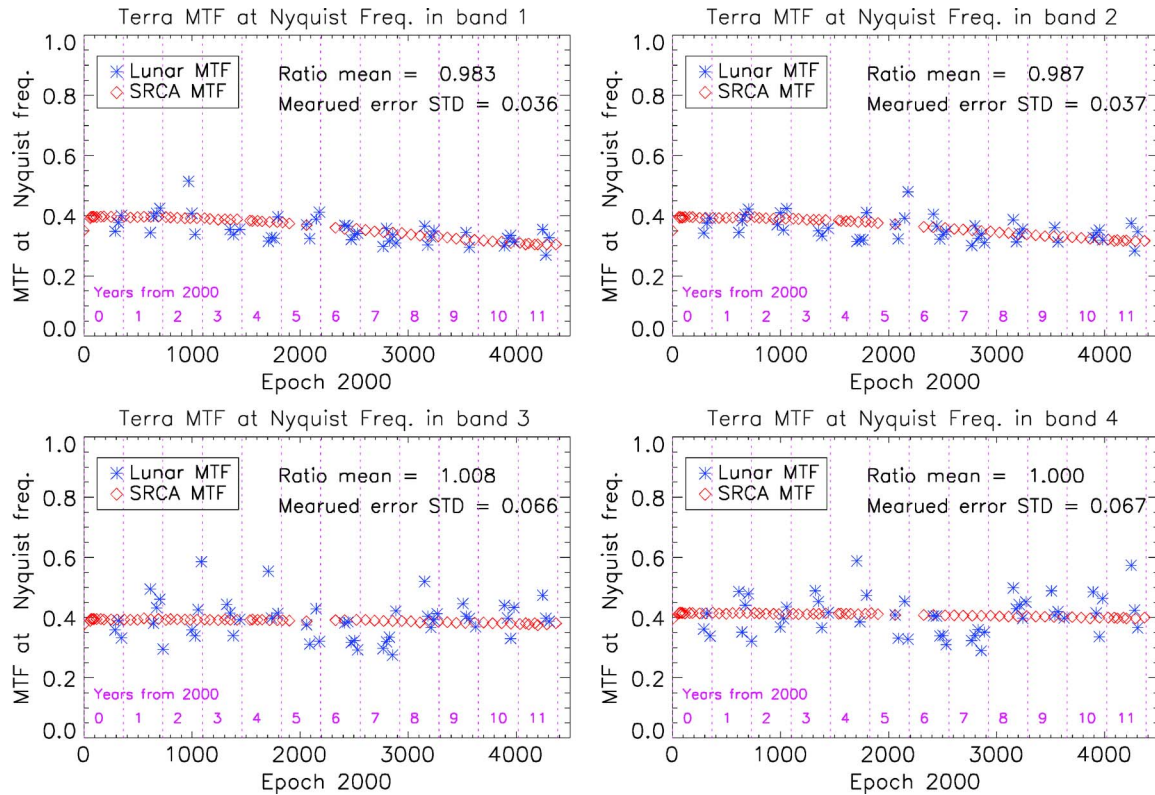 Terra MTF at Nyquist Freq. in band 1
MTF at Nyquist freq.
1.0
0.8
0.6
0.4
0.2
0.0
Lunar MTF
SRCA MTF
Ratio mean = 0.983
Mearued error STD = 0.036
Years from 2000
0 1 2 3 4 5 6 7 8 9 10 11
0 1000 2000 3000 4000
Epoch 2000
Terra MTF at Nyquist Freq. in band 2
MTF at Nyquist freq.
1.0
0.8
0.6
0.4
0.2
0.0
Lunar MTF
SRCA MTF
Ratio mean = 0.987
Mearued error STD = 0.037
Years from 2000
0 1 2 3 4 5 6 7 8 9 10 11
0 1000 2000 3000 4000
Epoch 2000
Terra MTF at Nyquist Freq. in band 3
MTF at Nyquist freq.
1.0
0.8
0.6
0.4
0.2
0.0
Lunar MTF
SRCA MTF
Ratio mean = 1.008
Mearued error STD = 0.066
Years from 2000
0 1 2 3 4 5 6 7 8 9 10 11
0 1000 2000 3000 4000
Epoch 2000
Terra MTF at Nyquist Freq. in band 4
MTF at Nyquist freq.
1.0
0.8
0.6
0.4
0.2
0.0
Lunar MTF
SRCA MTF
Ratio mean = 1.000
Mearued error STD = 0.067
Years from 2000
0 1 2 3 4 5 6 7 8 9 10 11
0 1000 2000 3000 4000
Epoch 2000